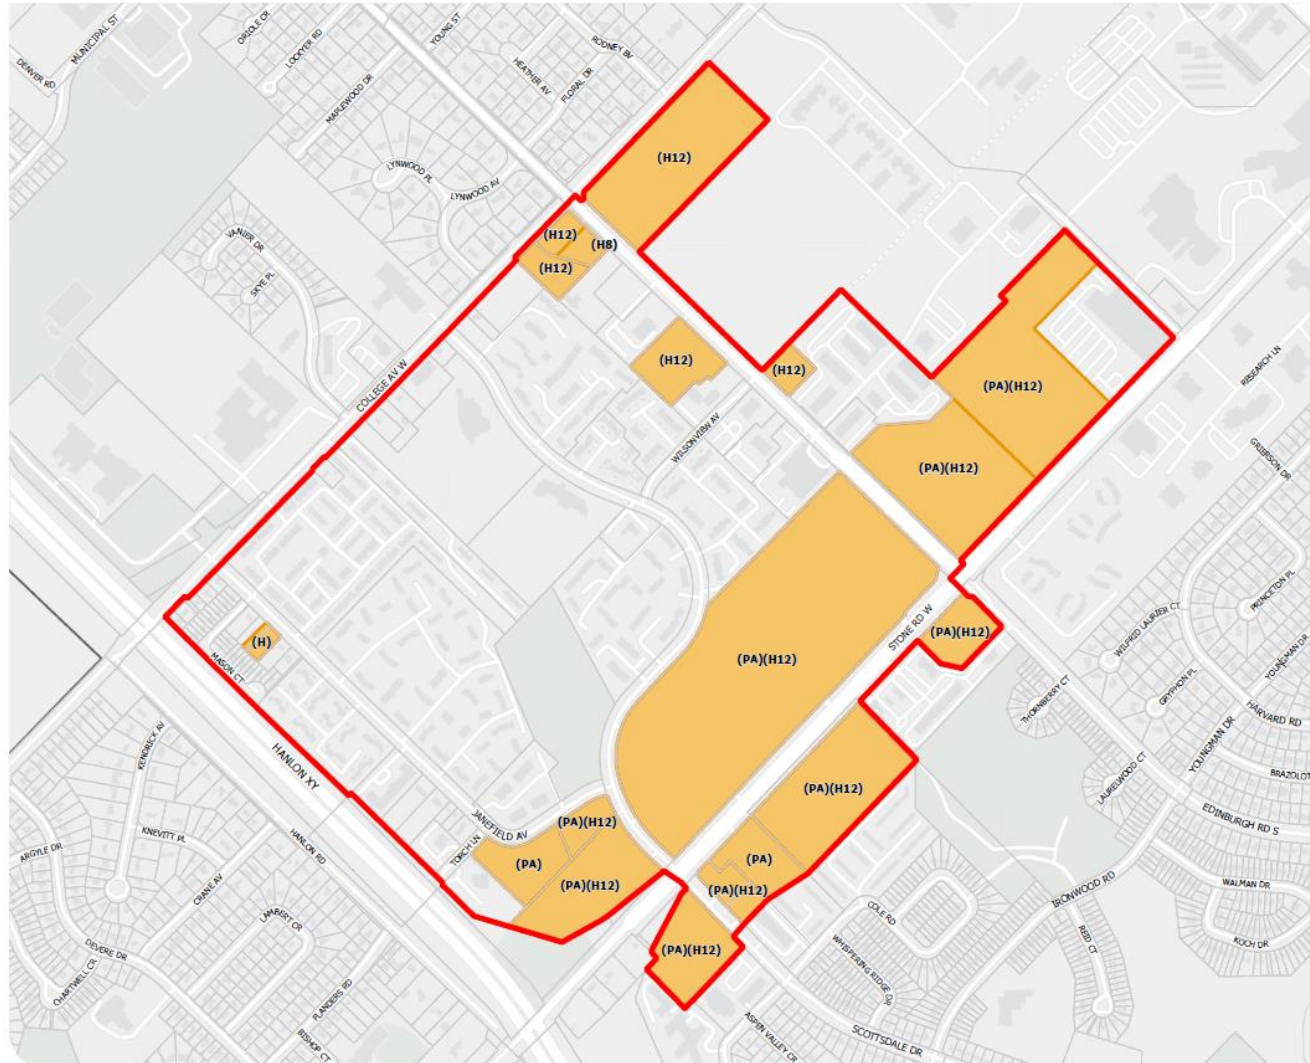 MUNICIPAL ST
ORIOLE CR
LOCKYER RD
YOUNG ST
RODNEY BV
DENVER RD
HEATHER AV
FLORAL DR
MAPLEWOOD DR
(H12)
LYNWOOD PL
LYNWOOD AV
VANIER DR
(H12)
(H8)
(H12)
SKYE PL
(H12)
(H12)
RESEARCH LN
COLLEGE AV W
(PA)(H12)
WILSONVIEW AV
GRIERSON DR
(PA)(H12)
PRINCETON PL
WILFRID LAURIER CT
STONE RD W
(PA)(H12)
(H)
YOUNGMAN DR
(PA)(H12)
MASON CT
GRYPHON PL
THORNBERRY CT
HARVARD RD
KENDRICK AV
YOUNGMAN DR
HANLON XY
LAURELWOOD CT
BRAZOLOT
(PA)(H12)
EDINBURGH RD S
JANEFIELD AV
(PA)(H12)
KNEVITT PL
HANLON RD
ARGYLE DR
TORCH LN
(PA)
(PA)
CRANE AV
(PA)(H12)
(PA)(H12)
IRONWOOD RD
WALMAN DR
LAMBERT CR
COLE RD
REID CT
KOCH DR
DEVERE DR
(PA)(H12)
WHISPERING RIDGE DR
CHARTWELL CR
FLANDERS RD
BISHOP CT
ASPEN VALLEY CR
SCOTTSDALE DR